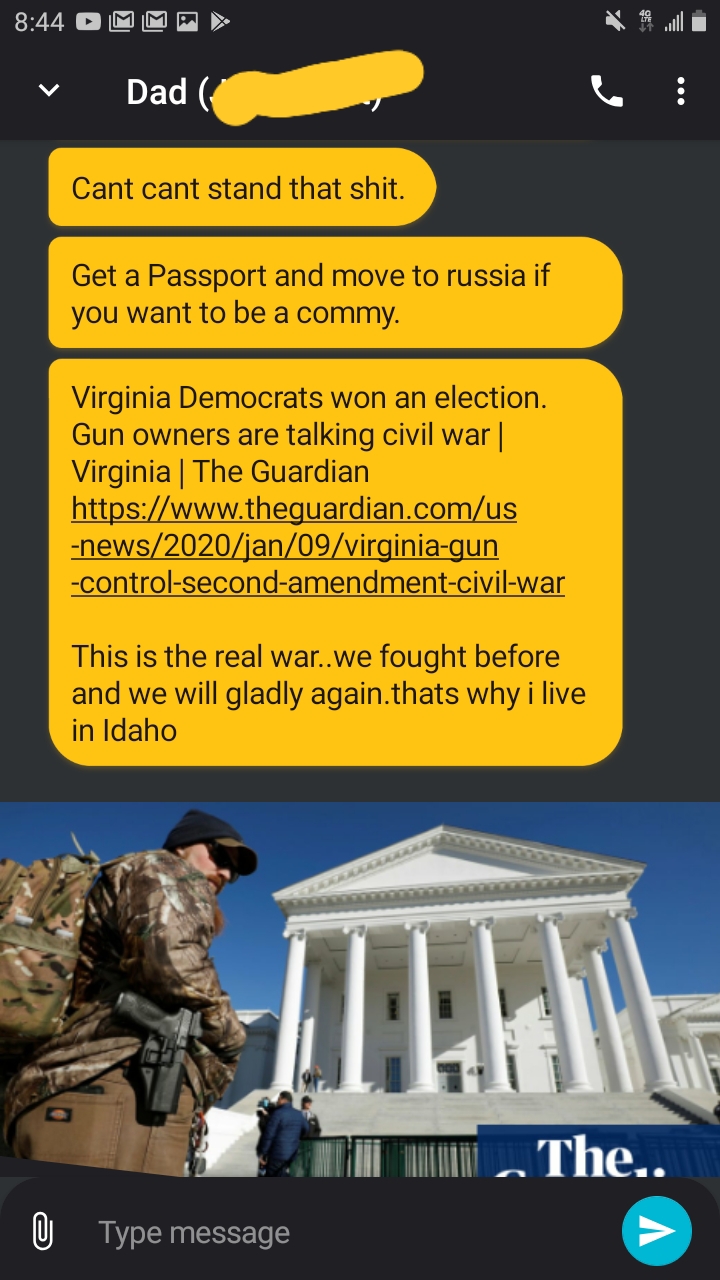 8:44
4G
LTE
Dad (
Cant cant stand that shit.
Get a Passport and move to russia if
you want to be a commy.
Virginia Democrats won an election.
Gun owners are talking civil war |
Virginia | The Guardian
https://www.theguardian.com/us
-news/2020/jan/09/virginia-gun
-control-second-amendment-civil-war
This is the real war..we fought before
and we will gladly again.thats why i live
in Idaho
The
Type message